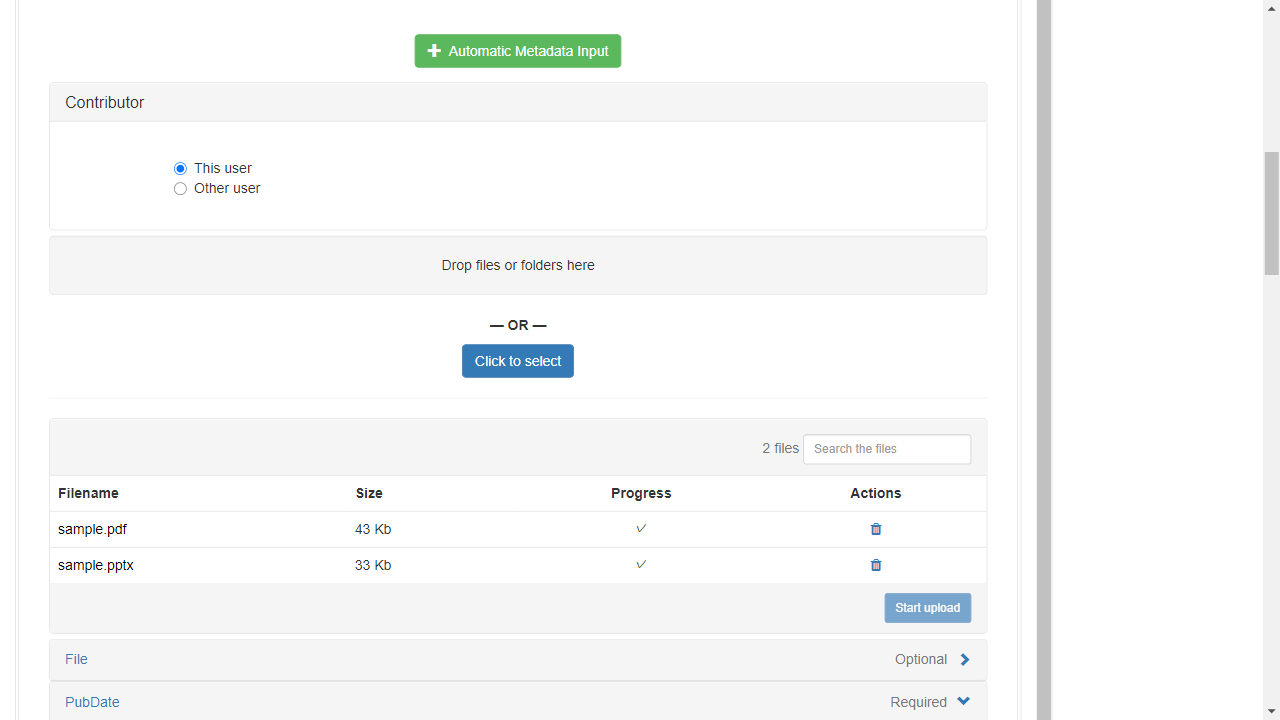 Automatic Metadata Input
Contributor
This user
Other user
Drop files or folders here
— OR —
Click to select
2 files Search the files
Filename Size Progress Actions
sample.pdf 43 Kb
sample.pptx 33 Kb
Start upload
File Optional
PubDate Required